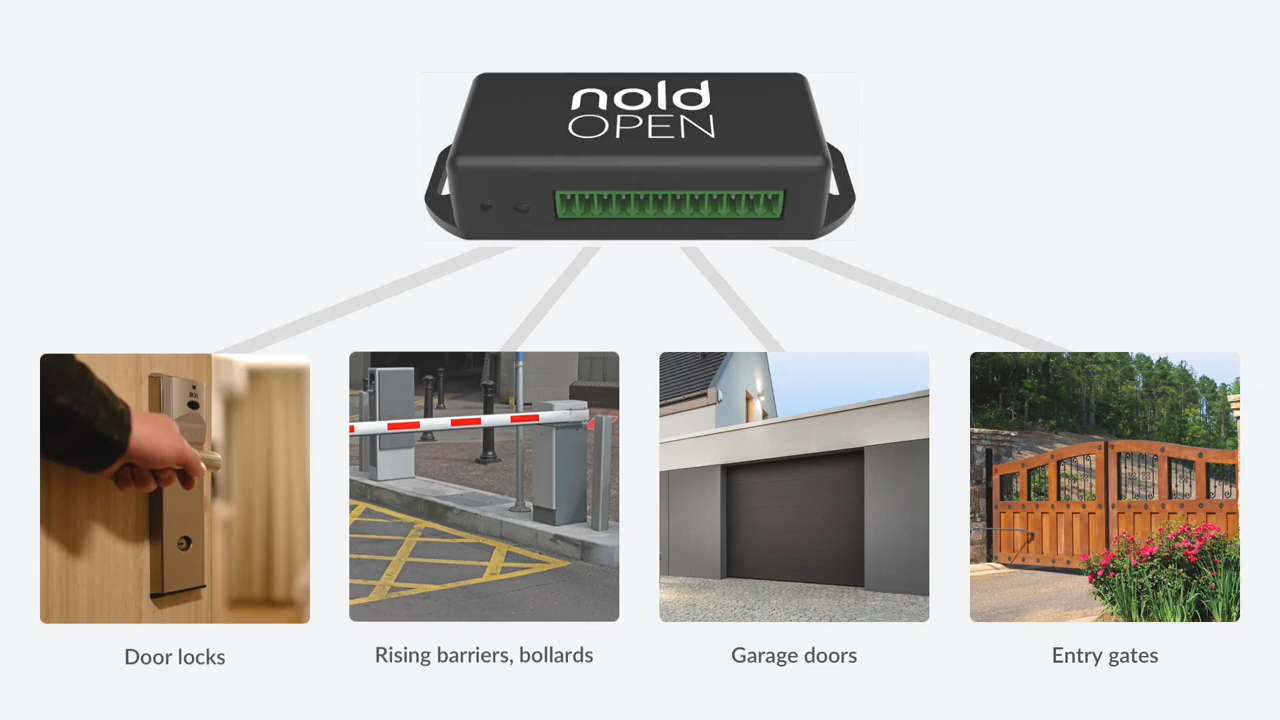 nold
OPEN
Door locks
Rising barriers, bollards
Garage doors
Entry gates